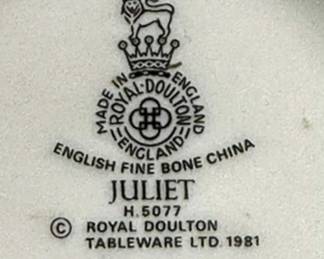 MADE IN ENGLAND
ROYAL·DOULTON
ENGLAND
ENGLISH FINE BONE CHINA
JULIET
H.5077
© ROYAL DOULTON
TABLEWARE LTD. 1981